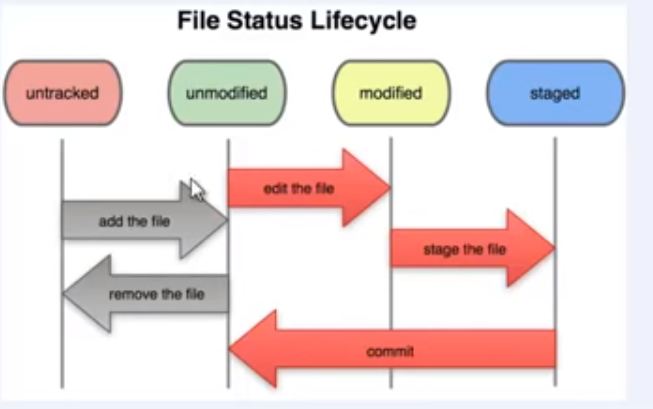 File Status Lifecycle
untracked
unmodified
modified
staged
edit the file
add the file
stage the file
remove the file
commit